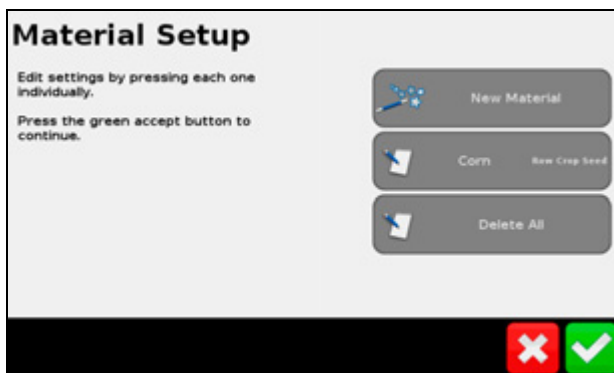 Material Setup
Edit settings by pressing each one
individually.
Press the green accept button to
continue.
New Material
Corn Row Crop Seed
Delete All